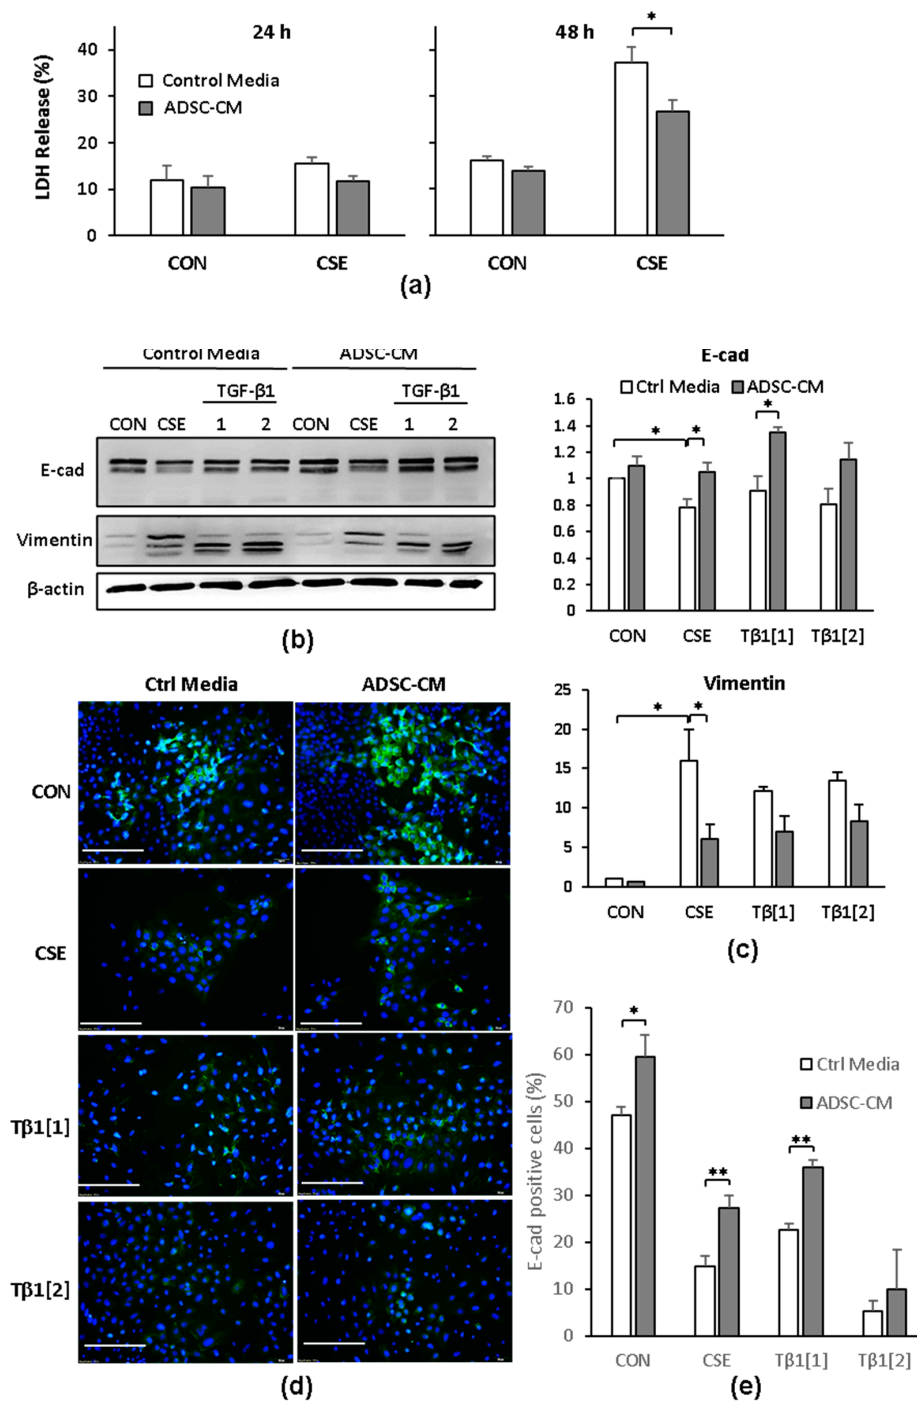 24 h
48 h
*
LDH Release (%)
40
30
20
10
0
Control Media
ADSC-CM
CON
CSE
CON
CSE
(a)
Control Media
ADSC-CM
TGF-β1
TGF-β1
CON CSE 1 2 CON CSE 1 2
E-cad
Vimentin
β-actin
(b)
E-cad
Ctrl Media
ADSC-CM
1.6
1.4
1.2
1
0.8
0.6
0.4
0.2
0
*
*
*
CON
CSE
Tβ1[1]
Tβ1[2]
Vimentin
25
20
15
10
5
0
*
*
CON
CSE
Tβ[1]
Tβ1[2]
(c)
Ctrl Media
ADSC-CM
CON
CSE
Tβ1[1]
Tβ1[2]
(d)
E-cad positive cells (%)
70
60
50
40
30
20
10
0
*
**
**
Ctrl Media
ADSC-CM
CON
CSE
Tβ1[1]
Tβ1[2]
(e)